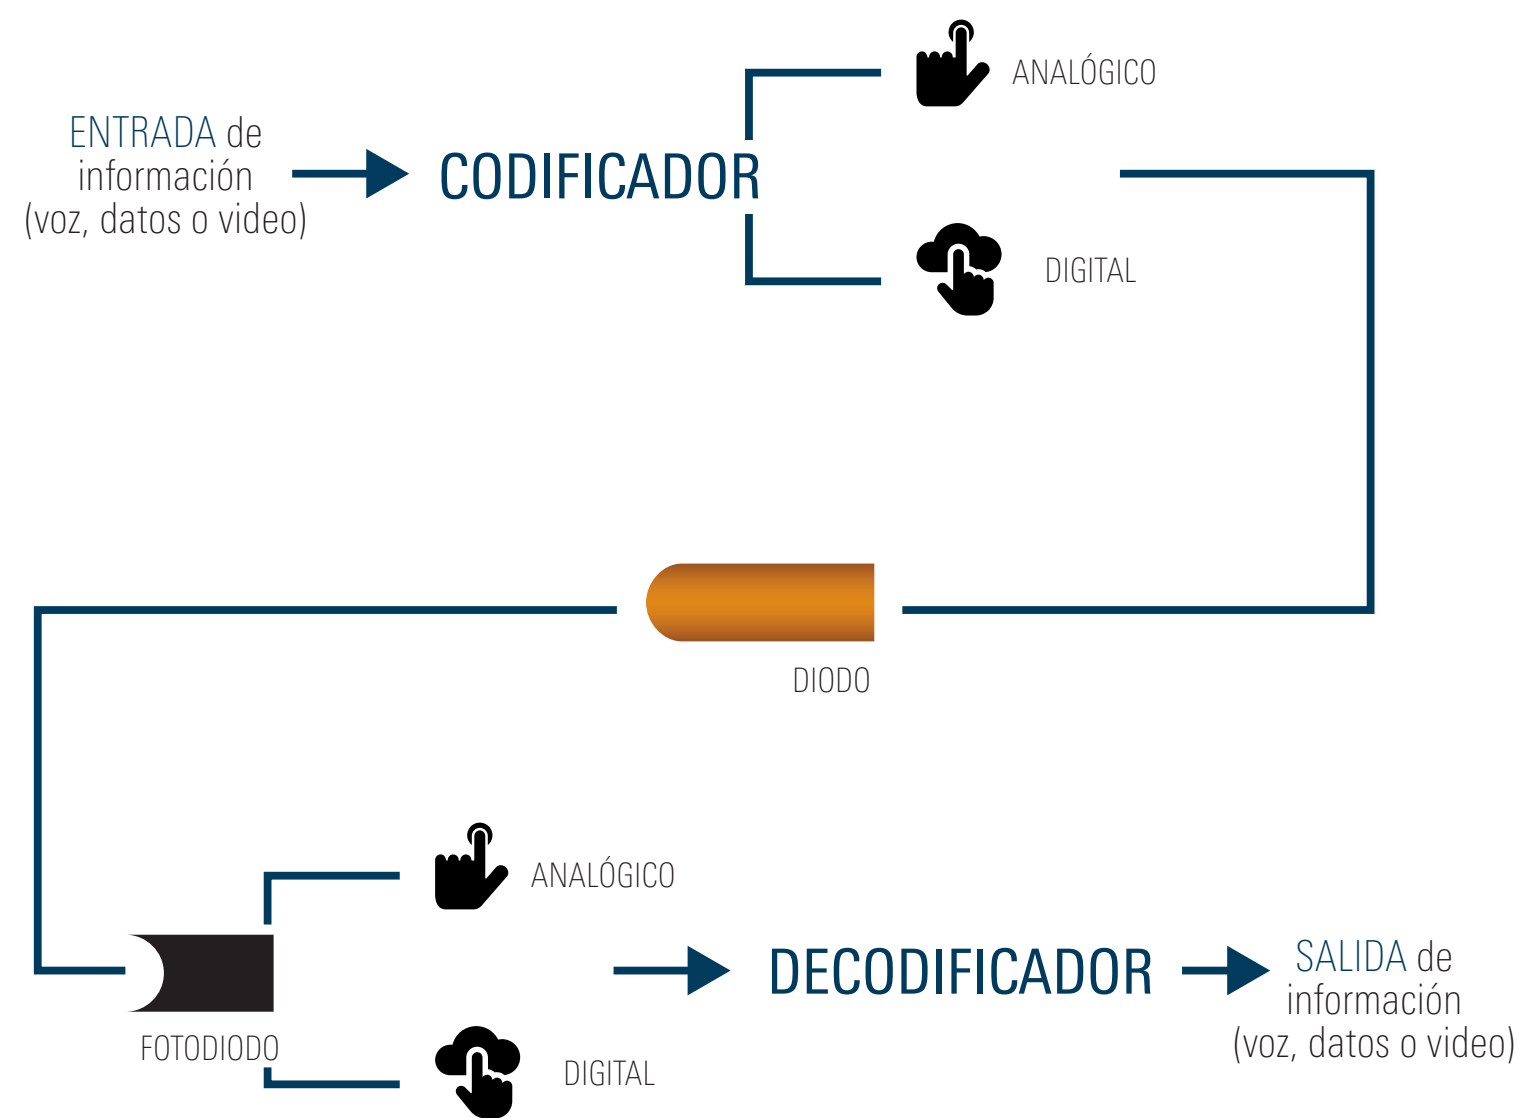 ANALÓGICO
ENTRADA de
información
(voz, datos o video)
CODIFICADOR
DIGITAL
DIODO
ANALÓGICO
FOTODIODO
DIGITAL
DECODIFICADOR
SALIDA de
información
(voz, datos o video)